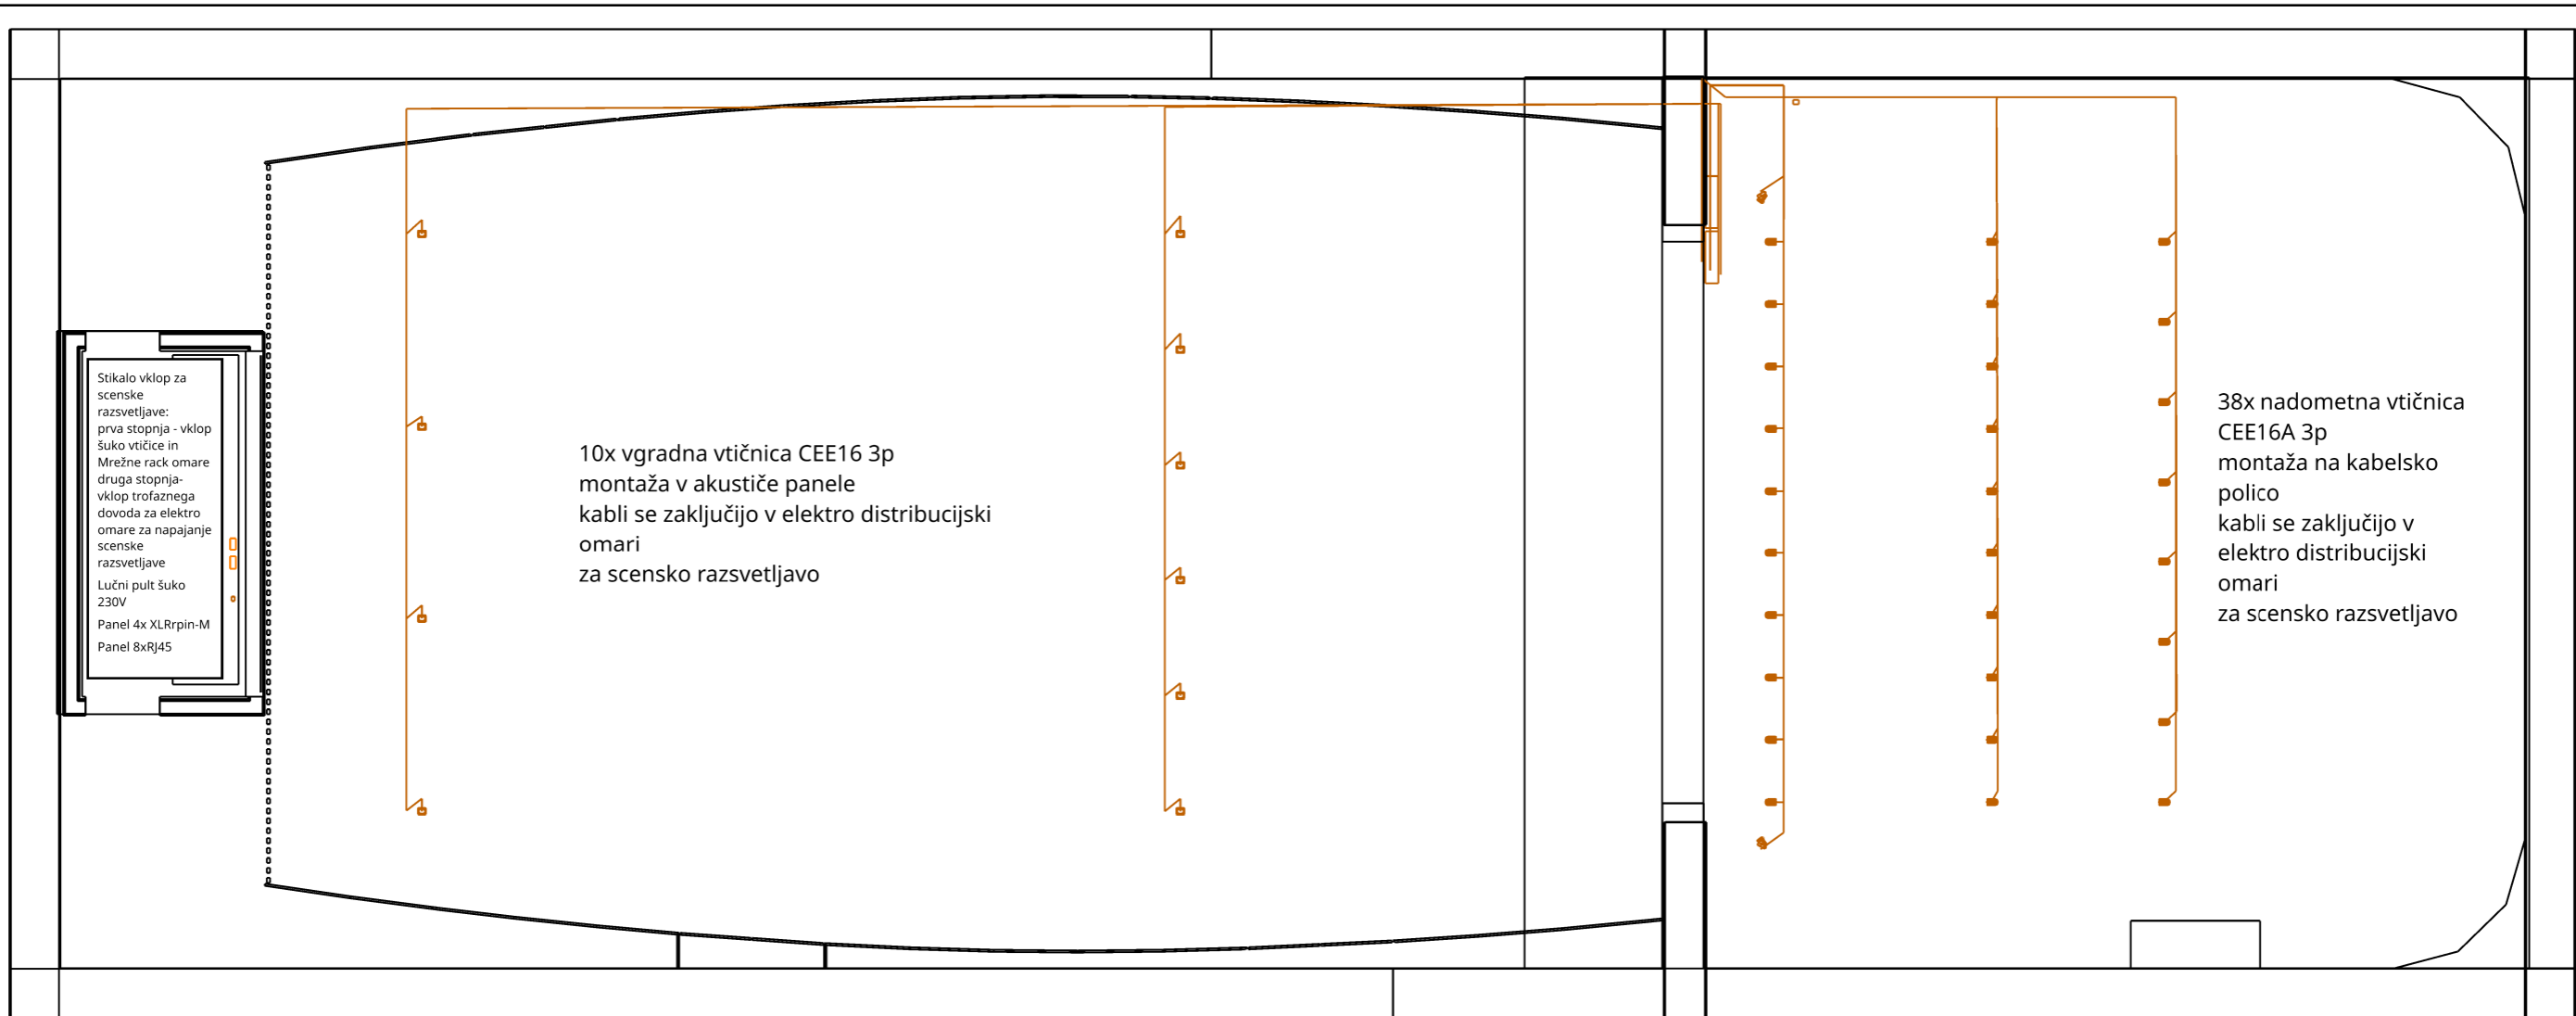 Stikalo vklop za
scenske
razsvetljave:
prva stopnja - vklop
šuko vtičice in
Mrežne rack omare
druga stopnja-
vklop trofaznega
dovoda za elektro
omare za napajanje
scenske
razsvetljave
Lučni pult šuko
230V
Panel 4x XLRrpin-M
Panel 8xRJ45
10x vgradna vtičnica CEE16 3p
montaža v akustiče panele
kabli se zaključijo v elektro distribucijski
omari
za scensko razsvetljavo
38x nadometna vtičnica
CEE16A 3p
montaža na kabelsko
polico
kabli se zaključijo v
elektro distribucijski
omari
za scensko razsvetljavo